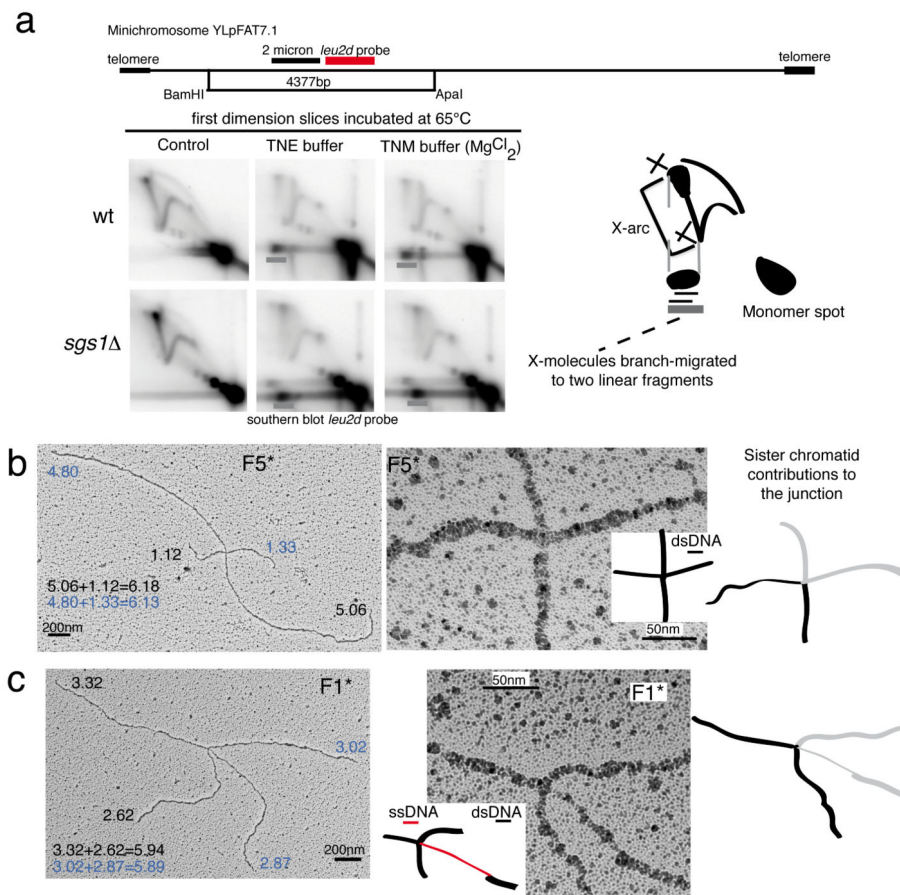 a
Minichromosome YLpFAT7.1
telomere
2 micron
leu2d probe
telomere
4377bp
BamHI
ApaI
first dimension slices incubated at 65°C
Control
TNE buffer
TNM buffer (MgCl2)
wt
sgs1Δ
southern blot leu2d probe
X-arc
Monomer spot
X-molecules branch-migrated
to two linear fragments
b
F5*
4.80
1.12
1.33
5.06+1.12=6.18
4.80+1.33=6.13
5.06
200nm
F5*
dsDNA
50nm
Sister chromatid
contributions to
the junction
c
F1*
3.32
3.02
2.62
3.32+2.62=5.94
3.02+2.87=5.89
2.87
200nm
50nm
F1*
ssDNA
dsDNA